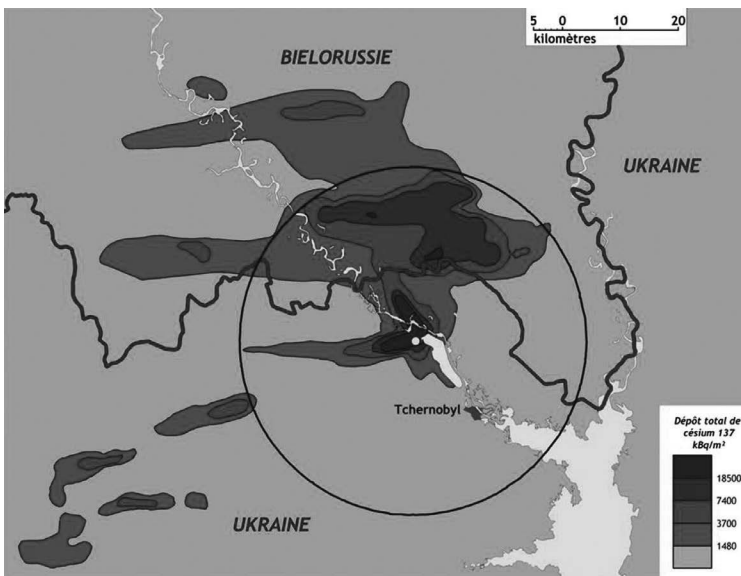 5 0 10 20
kilomètres
BIELORUSSIE
UKRAINE
Tchernobyl
UKRAINE
Dépôt total de
césium 137
kBq/m²
18500
7400
3700
1480